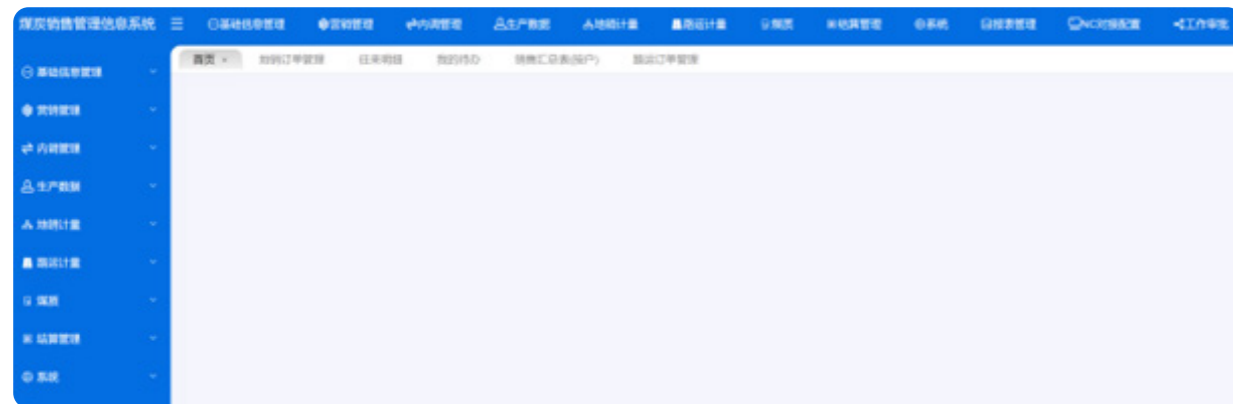 煤炭销售管理信息系统 基础信息管理 营销管理 内调管理 生产数据 地销计量 路运计量 煤质 结算管理 系统 报表管理 NC对接配置 工作审批
首页 地销订单管理 往来明细 我的待办 销售汇总表(账户) 路运订单管理
基础信息管理
营销管理
内调管理
生产数据
地销计量
路运计量
煤质
结算管理
系统